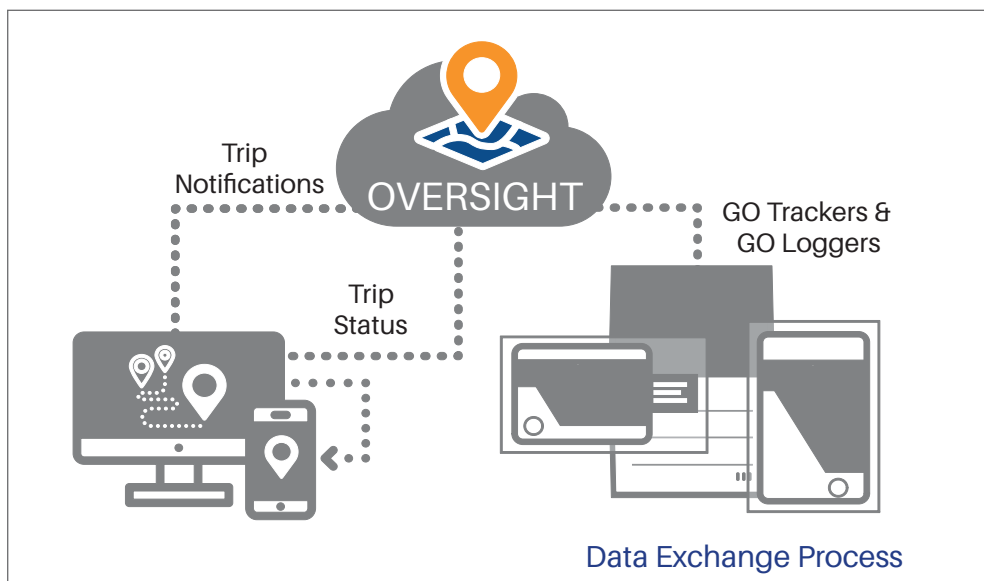 Trip
Notifications
OVERSIGHT
GO Trackers &
GO Loggers
Trip
Status
Data Exchange Process